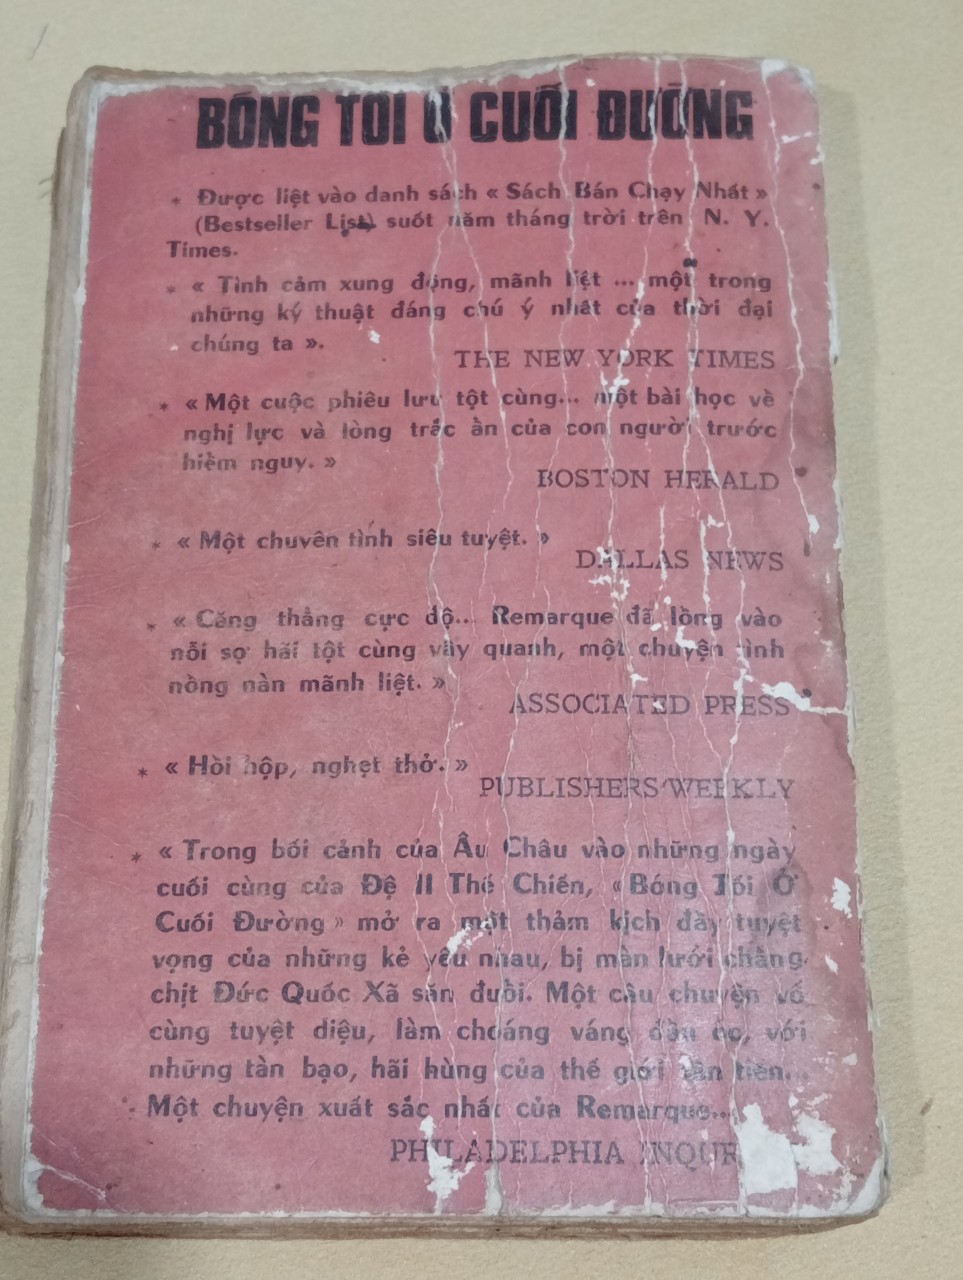 BÓNG TỐI Ở CUỐI ĐƯỜNG
* Được liệt vào danh sách « Sách Bán Chạy Nhất »
(Bestseller List) suốt năm tháng trời trên N. Y.
Times.
* « Tình cảm xung động, mãnh liệt ... một trong
những kỹ thuật đáng chú ý nhất của thời đại
chúng ta ».
THE NEW YORK TIMES
* « Một cuộc phiêu lưu tột cùng... một bài học về
nghị lực và lòng trắc ẩn của con người trước
hiểm nguy. »
BOSTON HERALD
* « Một chuyên tình siêu tuyệt. »
DALLAS NEWS
* « Căng thẳng cực độ... Remarque đã lồng vào
nỗi sợ hãi tột cùng vây quanh, một chuyện tình
nồng nàn mãnh liệt. »
ASSOCIATED PRESS
* « Hồi hộp, nghẹt thở. »
PUBLISHERS'WEEKLY
* « Trong bối cảnh của Âu Châu vào những ngày
cuối cùng của Đệ II Thế Chiến, « Bóng Tối Ở
Cuối Đường » mở ra một thảm kịch đầy tuyệt
vọng của những kẻ yêu nhau, bị màn lưới chằng
chịt Đức Quốc Xã săn đuổi. Một câu chuyện vô
cùng tuyệt diệu, làm choáng váng đầu óc, với
những tàn bạo, hãi hùng của thế giới tân tiến...
Một chuyện xuất sắc nhất của Remarque...
PHILADELPHIA INQUR